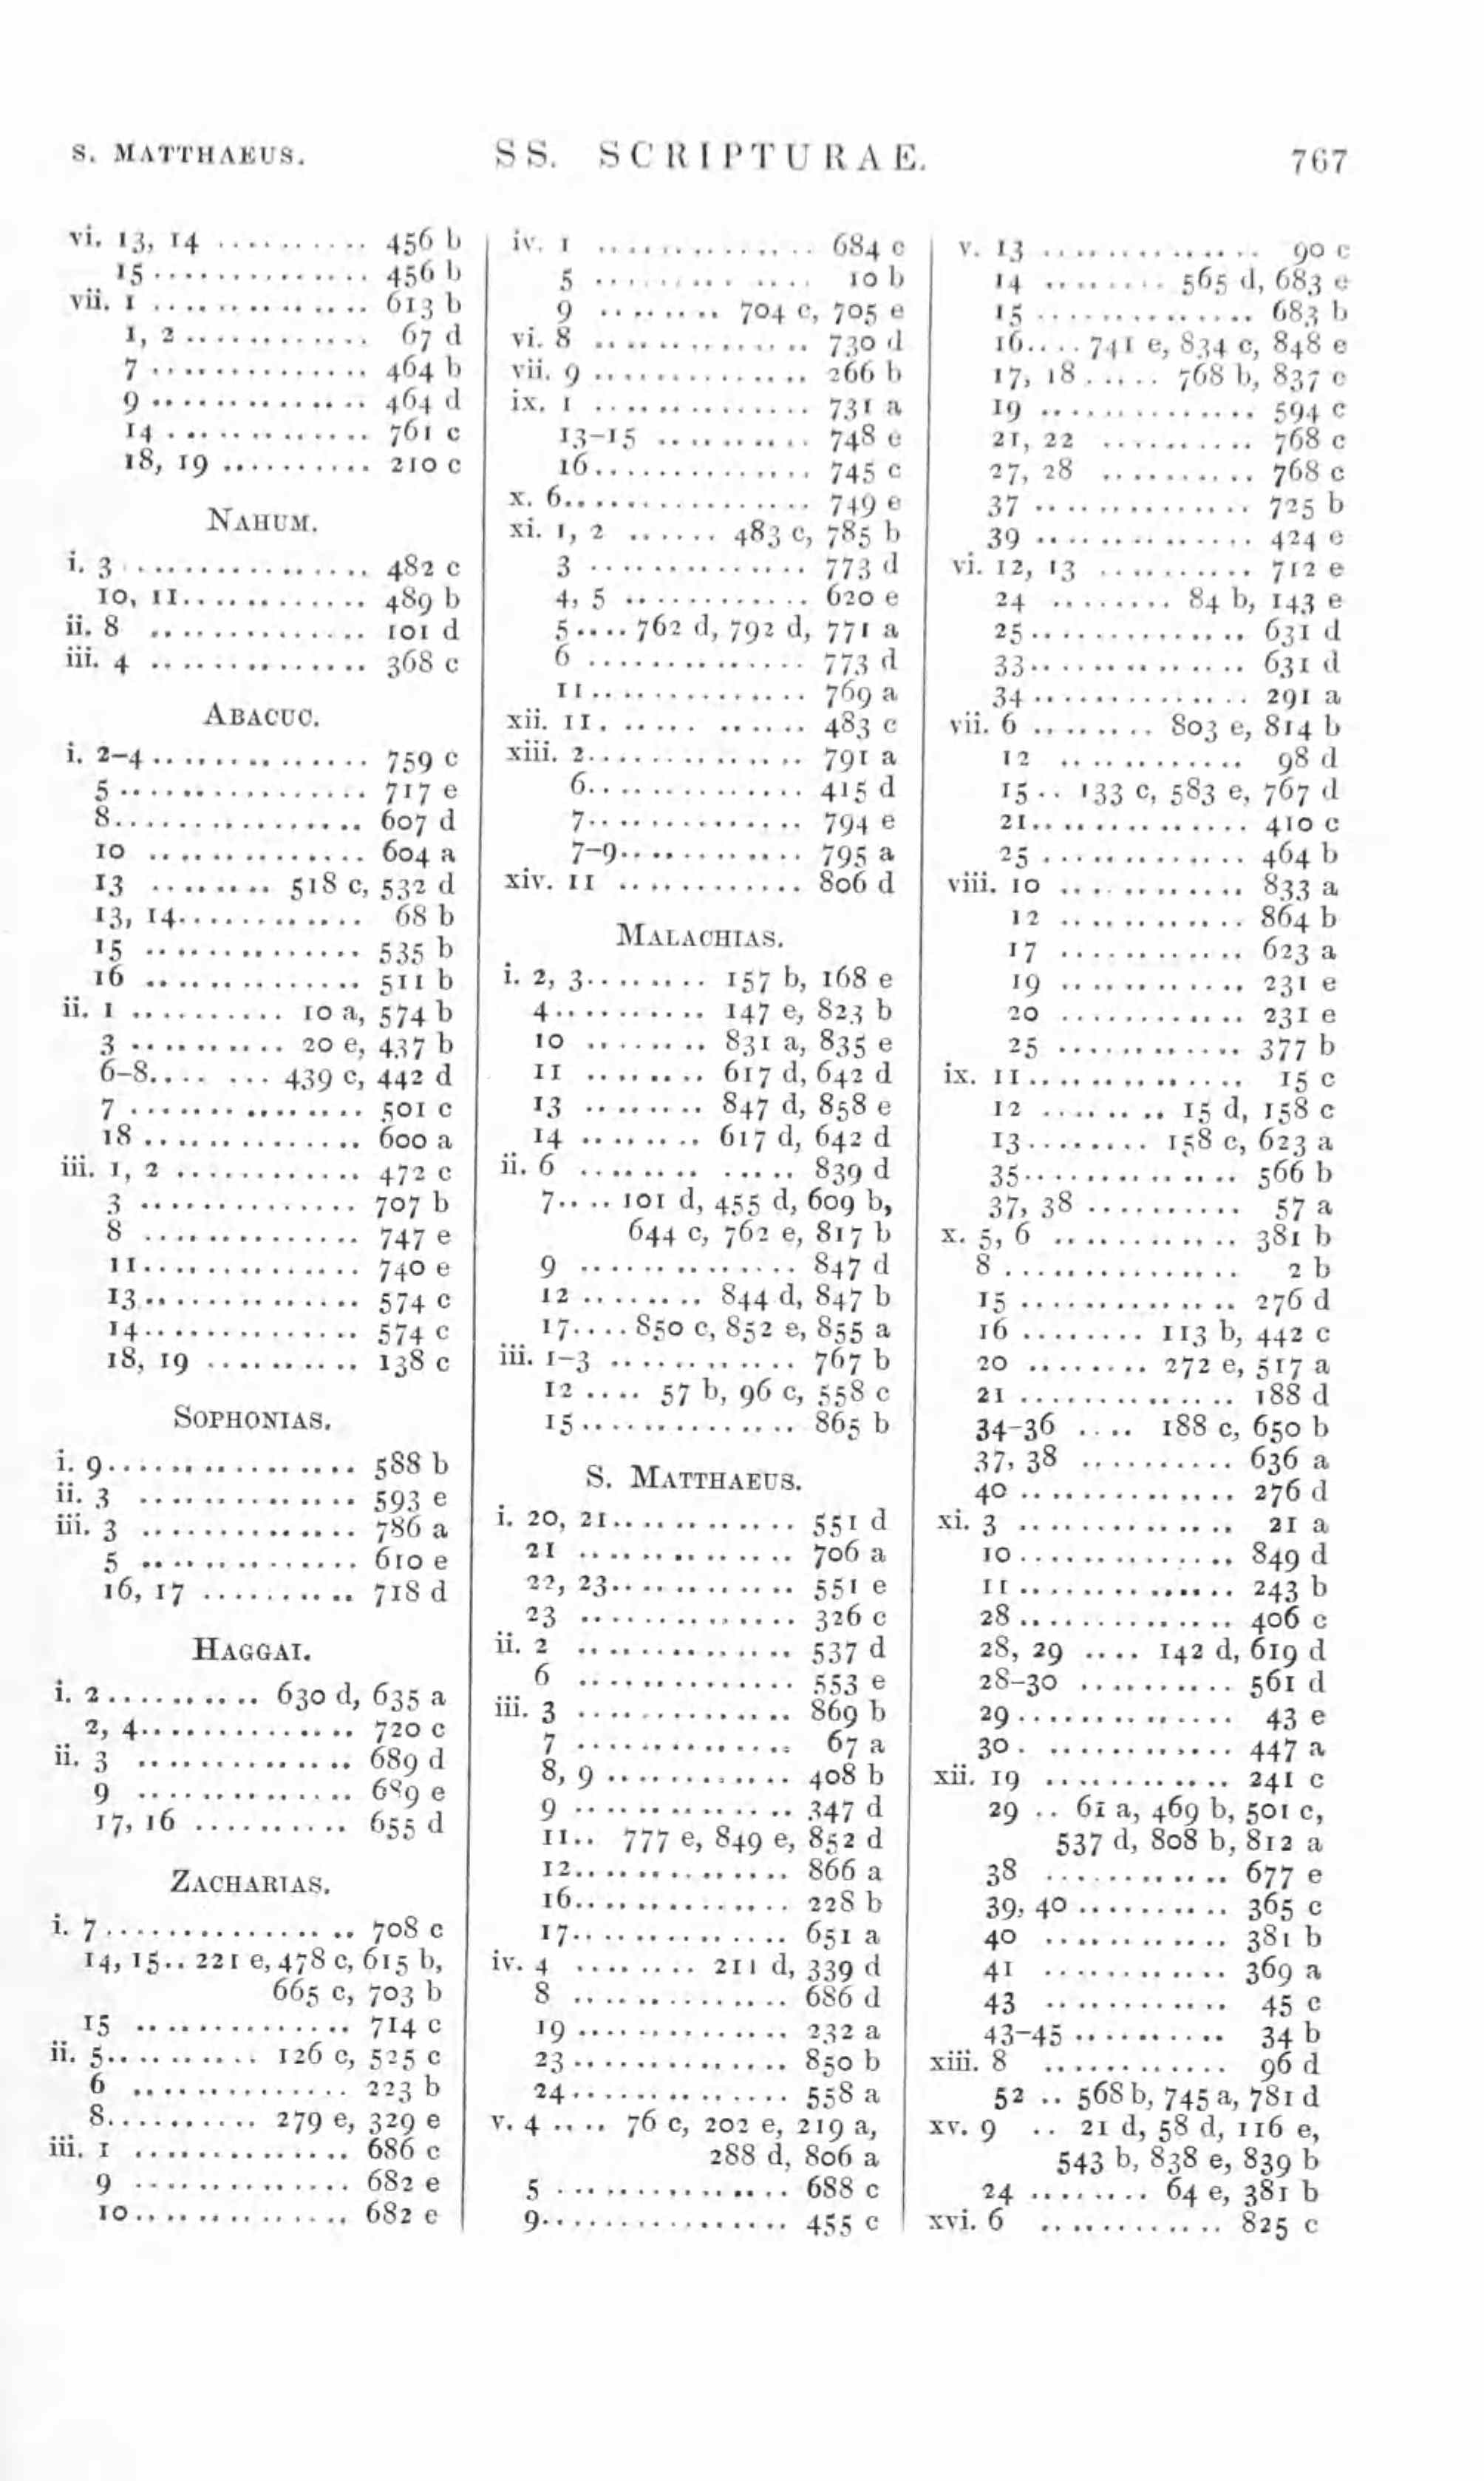 S. MATTHAEUS. SS. SCRIPTURAE. 767
vi. 13, 14 .......... 456 b
15 .............. 456 b
vii. 1 .............. 613 b
1, 2 ............ 67 d
7 .............. 464 b
9 .............. 464 d
14 ............. 761 c
18, 19 .......... 210 c
NAHUM.
i. 3 ................ 482 c
10, 11 ............ 489 b
ii. 8 .............. 101 d
iii. 4 .............. 368 c
ABACUC.
i. 2–4 .............. 759 c
5 ................ 717 e
8 ................ 607 d
10 .............. 604 a
13 ........ 518 c, 532 d
13, 14 ............ 68 b
15 .............. 535 b
16 .............. 511 b
ii. 1 .......... 10 a, 574 b
3 .......... 20 e, 437 b
6–8 .... ... 439 c, 442 d
7 ............... 501 c
18 .............. 600 a
iii. 1, 2 ............ 472 c
3 .............. 707 b
8 .............. 747 e
11 .............. 740 e
13 .............. 574 c
14 .............. 574 c
18, 19 .......... 138 c
SOPHONIAS.
i. 9 ................ 588 b
ii. 3 .............. 593 e
iii. 3 .............. 786 a
5 .............. 610 e
16, 17 .......... 718 d
HAGGAI.
i. 2 .......... 630 d, 635 a
2, 4 .............. 720 c
ii. 3 .............. 689 d
9 .............. 689 e
17, 16 .......... 655 d
ZACHARIAS.
i. 7 ................ 708 c
14, 15 .. 221 e, 478 c, 615 b,
665 c, 703 b
15 .............. 714 c
ii. 5 .......... 126 c, 525 c
6 .............. 223 b
8 .......... 279 e, 329 e
iii. 1 .............. 686 c
9 .............. 682 e
10 .............. 682 e
iv. 1 .............. 684 c
5 .............. 10 b
9 ........ 704 c, 705 e
vi. 8 .............. 730 d
vii. 9 .............. 266 b
ix. 1 .............. 731 a
13–15 .......... 748 e
16 .............. 745 c
x. 6 ................ 749 e
xi. 1, 2 ...... 483 c, 785 b
3 .............. 773 d
4, 5 ............ 620 e
5 .... 762 d, 792 d, 771 a
6 .............. 773 d
11 .............. 769 a
xii. 11 ............. 483 c
xiii. 2 .............. 791 a
6 .............. 415 d
7 .............. 794 e
7–9 ............ 795 a
xiv. 11 ............ 806 d
MALACHIAS.
i. 2, 3 ........ 157 b, 168 e
4 .......... 147 e, 823 b
10 ........ 831 a, 835 e
11 ........ 617 d, 642 d
13 ........ 847 d, 858 e
14 ........ 617 d, 642 d
ii. 6 ........ ..... 839 d
7 .... 101 d, 455 d, 609 b,
644 c, 762 e, 817 b
9 .............. 847 d
12 ........ 844 d, 847 b
17 .... 850 c, 852 e, 855 a
iii. 1–3 ............ 767 b
12 .... 57 b, 96 c, 558 c
15 .............. 865 b
S. MATTHAEUS.
i. 20, 21 ............ 551 d
21 .............. 706 a
22, 23 ............ 551 e
23 .............. 326 c
ii. 2 .............. 537 d
6 .............. 553 e
iii. 3 .............. 869 b
7 .............. 67 a
8, 9 ............ 408 b
9 .............. 347 d
11 .. 777 e, 849 e, 852 d
12 .............. 866 a
16 .............. 228 b
17 .............. 651 a
iv. 4 ........ 211 d, 339 d
8 .............. 686 d
19 .............. 232 a
23 .............. 850 b
24 .............. 558 a
v. 4 .... 76 c, 202 e, 219 a,
288 d, 806 a
5 ............... 688 c
9 ................ 455 c
v. 13 .............. 90 c
14 ........ 565 d, 683 e
15 .............. 683 b
16 .... 741 e, 834 c, 848 e
17, 18 ..... 768 b, 837 c
19 .............. 594 c
21, 22 .......... 768 c
27, 28 .......... 768 c
37 .............. 725 b
39 .............. 424 e
vi. 12, 13 .......... 712 e
24 ........ 84 b, 143 e
25 .............. 631 d
33 .............. 631 d
34 .............. 291 a
vii. 6 ........ 803 e, 814 b
12 ............ 98 d
15 .. 133 c, 583 e, 767 d
21 .............. 410 c
25 ............. 464 b
viii. 10 ............ 833 a
12 ............ 864 b
17 ............ 623 a
19 ............ 231 e
20 ............ 231 e
25 ............ 377 b
ix. 11 .............. 15 c
12 ........ 15 d, 158 c
13 ........ 158 c, 623 a
35 .............. 566 b
37, 38 .......... 57 a
x. 5, 6 ............ 381 b
8 ................ 2 b
15 .............. 276 d
16 ........ 113 b, 442 c
20 ........ 272 e, 517 a
21 .............. 188 d
34–36 .... 188 c, 650 b
37, 38 .......... 636 a
40 .............. 276 d
xi. 3 .............. 21 a
10 .............. 849 d
11 .............. 243 b
28 .............. 406 c
28, 29 .... 142 d, 619 d
28–30 .......... 561 d
29 .............. 43 e
30 . ............ 447 a
xii. 19 ............ 241 c
29 .. 61 a, 469 b, 501 c,
537 d, 808 b, 812 a
38 ............ 677 e
39, 40 .......... 365 c
40 ............ 381 b
41 ............ 369 a
43 ............ 45 c
43–45 .......... 34 b
xiii. 8 ............ 96 d
52 .. 568 b, 745 a, 781 d
xv. 9 .. 21 d, 58 d, 116 e,
543 b, 838 e, 839 b
24 ........ 64 e, 381 b
xvi. 6 ............ 825 c